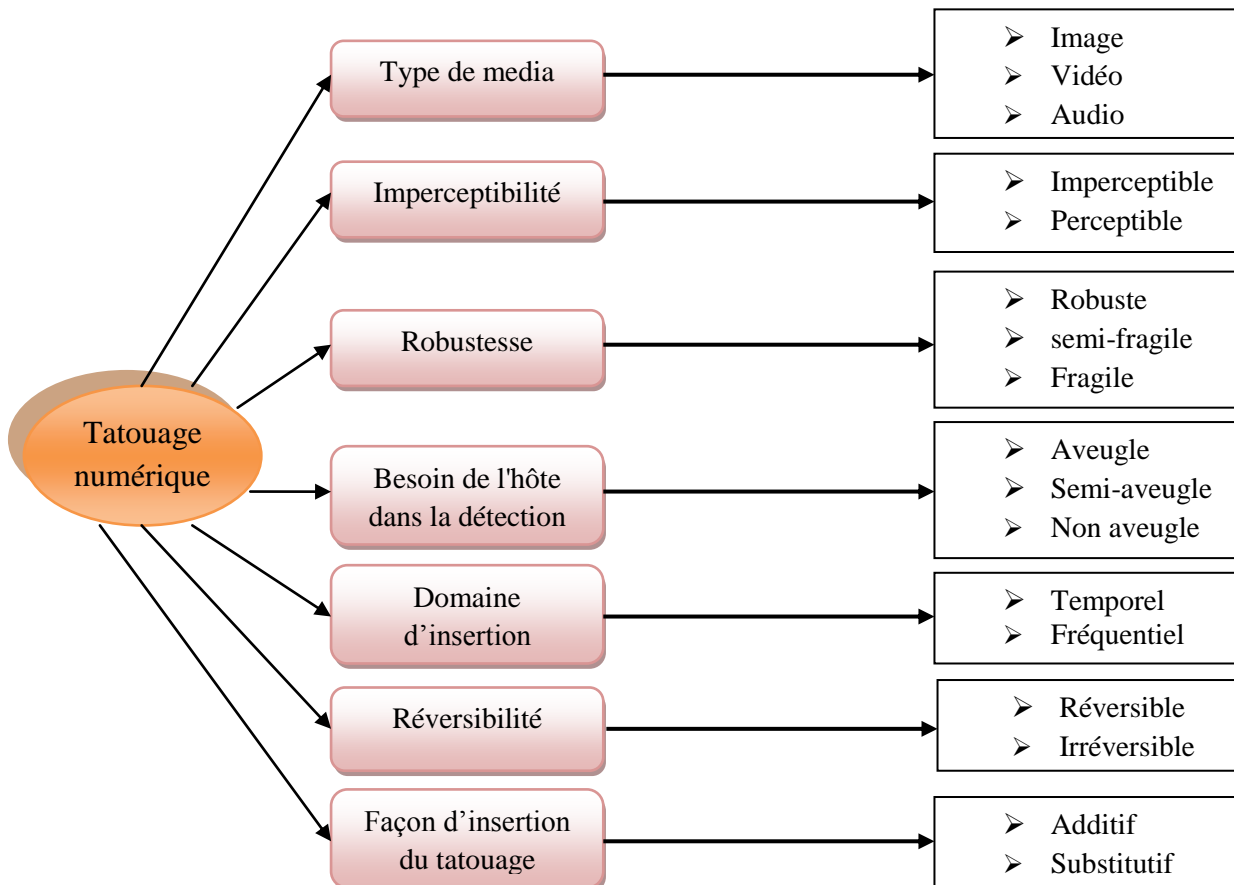 Tatouage
numérique
Type de media
Image
Vidéo
Audio
Imperceptibilité
Imperceptible
Perceptible
Robustesse
Robuste
semi-fragile
Fragile
Besoin de l'hôte
dans la détection
Aveugle
Semi-aveugle
Non aveugle
Domaine
d’insertion
Temporel
Fréquentiel
Réversibilité
Réversible
Irréversible
Façon d’insertion
du tatouage
Additif
Substitutif